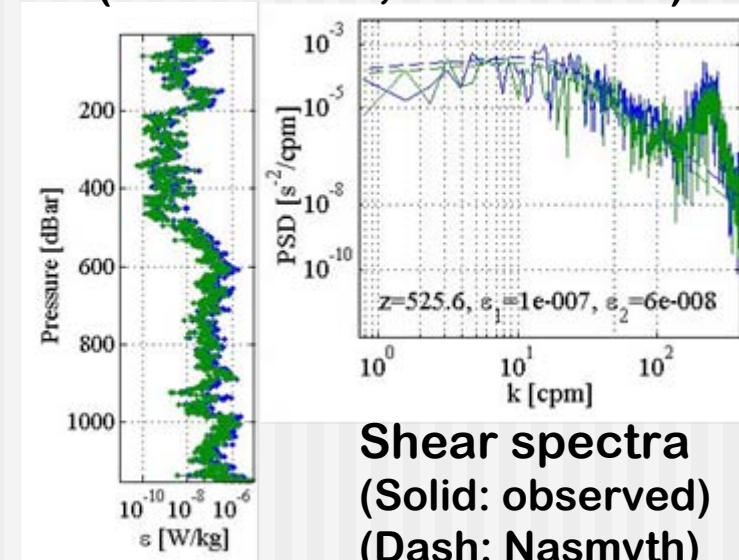 200
400
600
800
1000
Pressure [dBar]
10^-10 10^-8 10^-6
ε [W/kg]
10^-3
10^-5
10^-8
10^-10
PSD [s^-2/cpm]
z=525.6, ε_1=1e-007, ε_2=6e-008
10^0 10^1 10^2
k [cpm]
Shear spectra
(Solid: observed)
(Dash: Nasmyth)